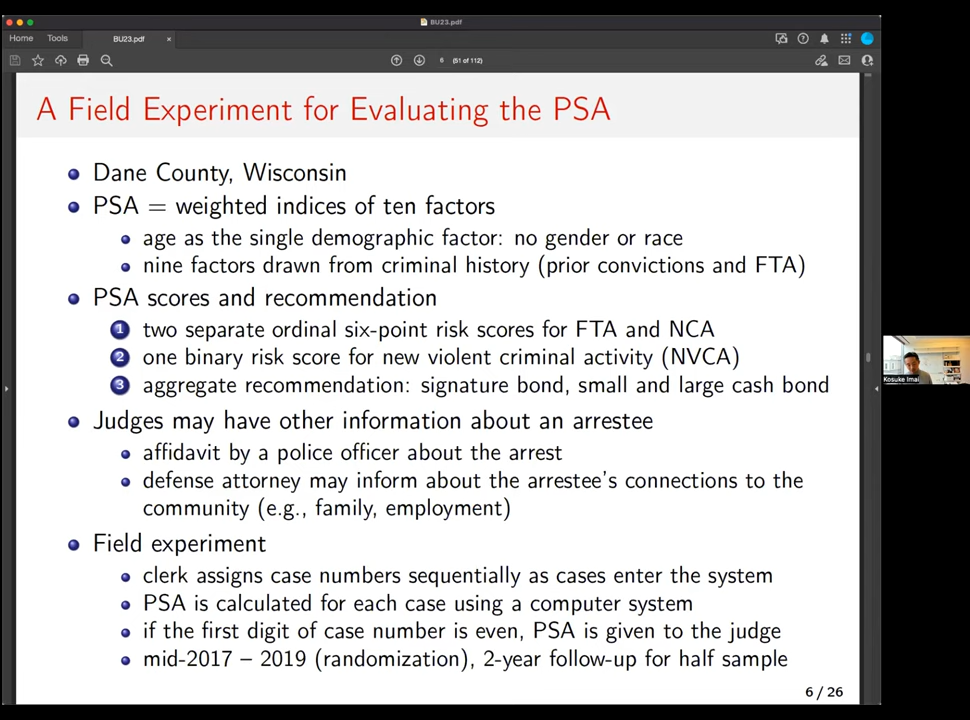 BU23.pdf
Home Tools BU23.pdf ×
6 (51 of 112)
A Field Experiment for Evaluating the PSA
Dane County, Wisconsin
PSA = weighted indices of ten factors
age as the single demographic factor: no gender or race
nine factors drawn from criminal history (prior convictions and FTA)
PSA scores and recommendation
1 two separate ordinal six-point risk scores for FTA and NCA
2 one binary risk score for new violent criminal activity (NVCA)
3 aggregate recommendation: signature bond, small and large cash bond
Judges may have other information about an arrestee
affidavit by a police officer about the arrest
defense attorney may inform about the arrestee's connections to the
community (e.g., family, employment)
Field experiment
clerk assigns case numbers sequentially as cases enter the system
PSA is calculated for each case using a computer system
if the first digit of case number is even, PSA is given to the judge
mid-2017 – 2019 (randomization), 2-year follow-up for half sample
6 / 26
Kosuke Imai